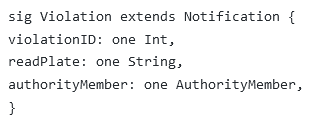 sig Violation extends Notification {
violationID: one Int,
readPlate: one String,
authorityMember: one AuthorityMember,
}